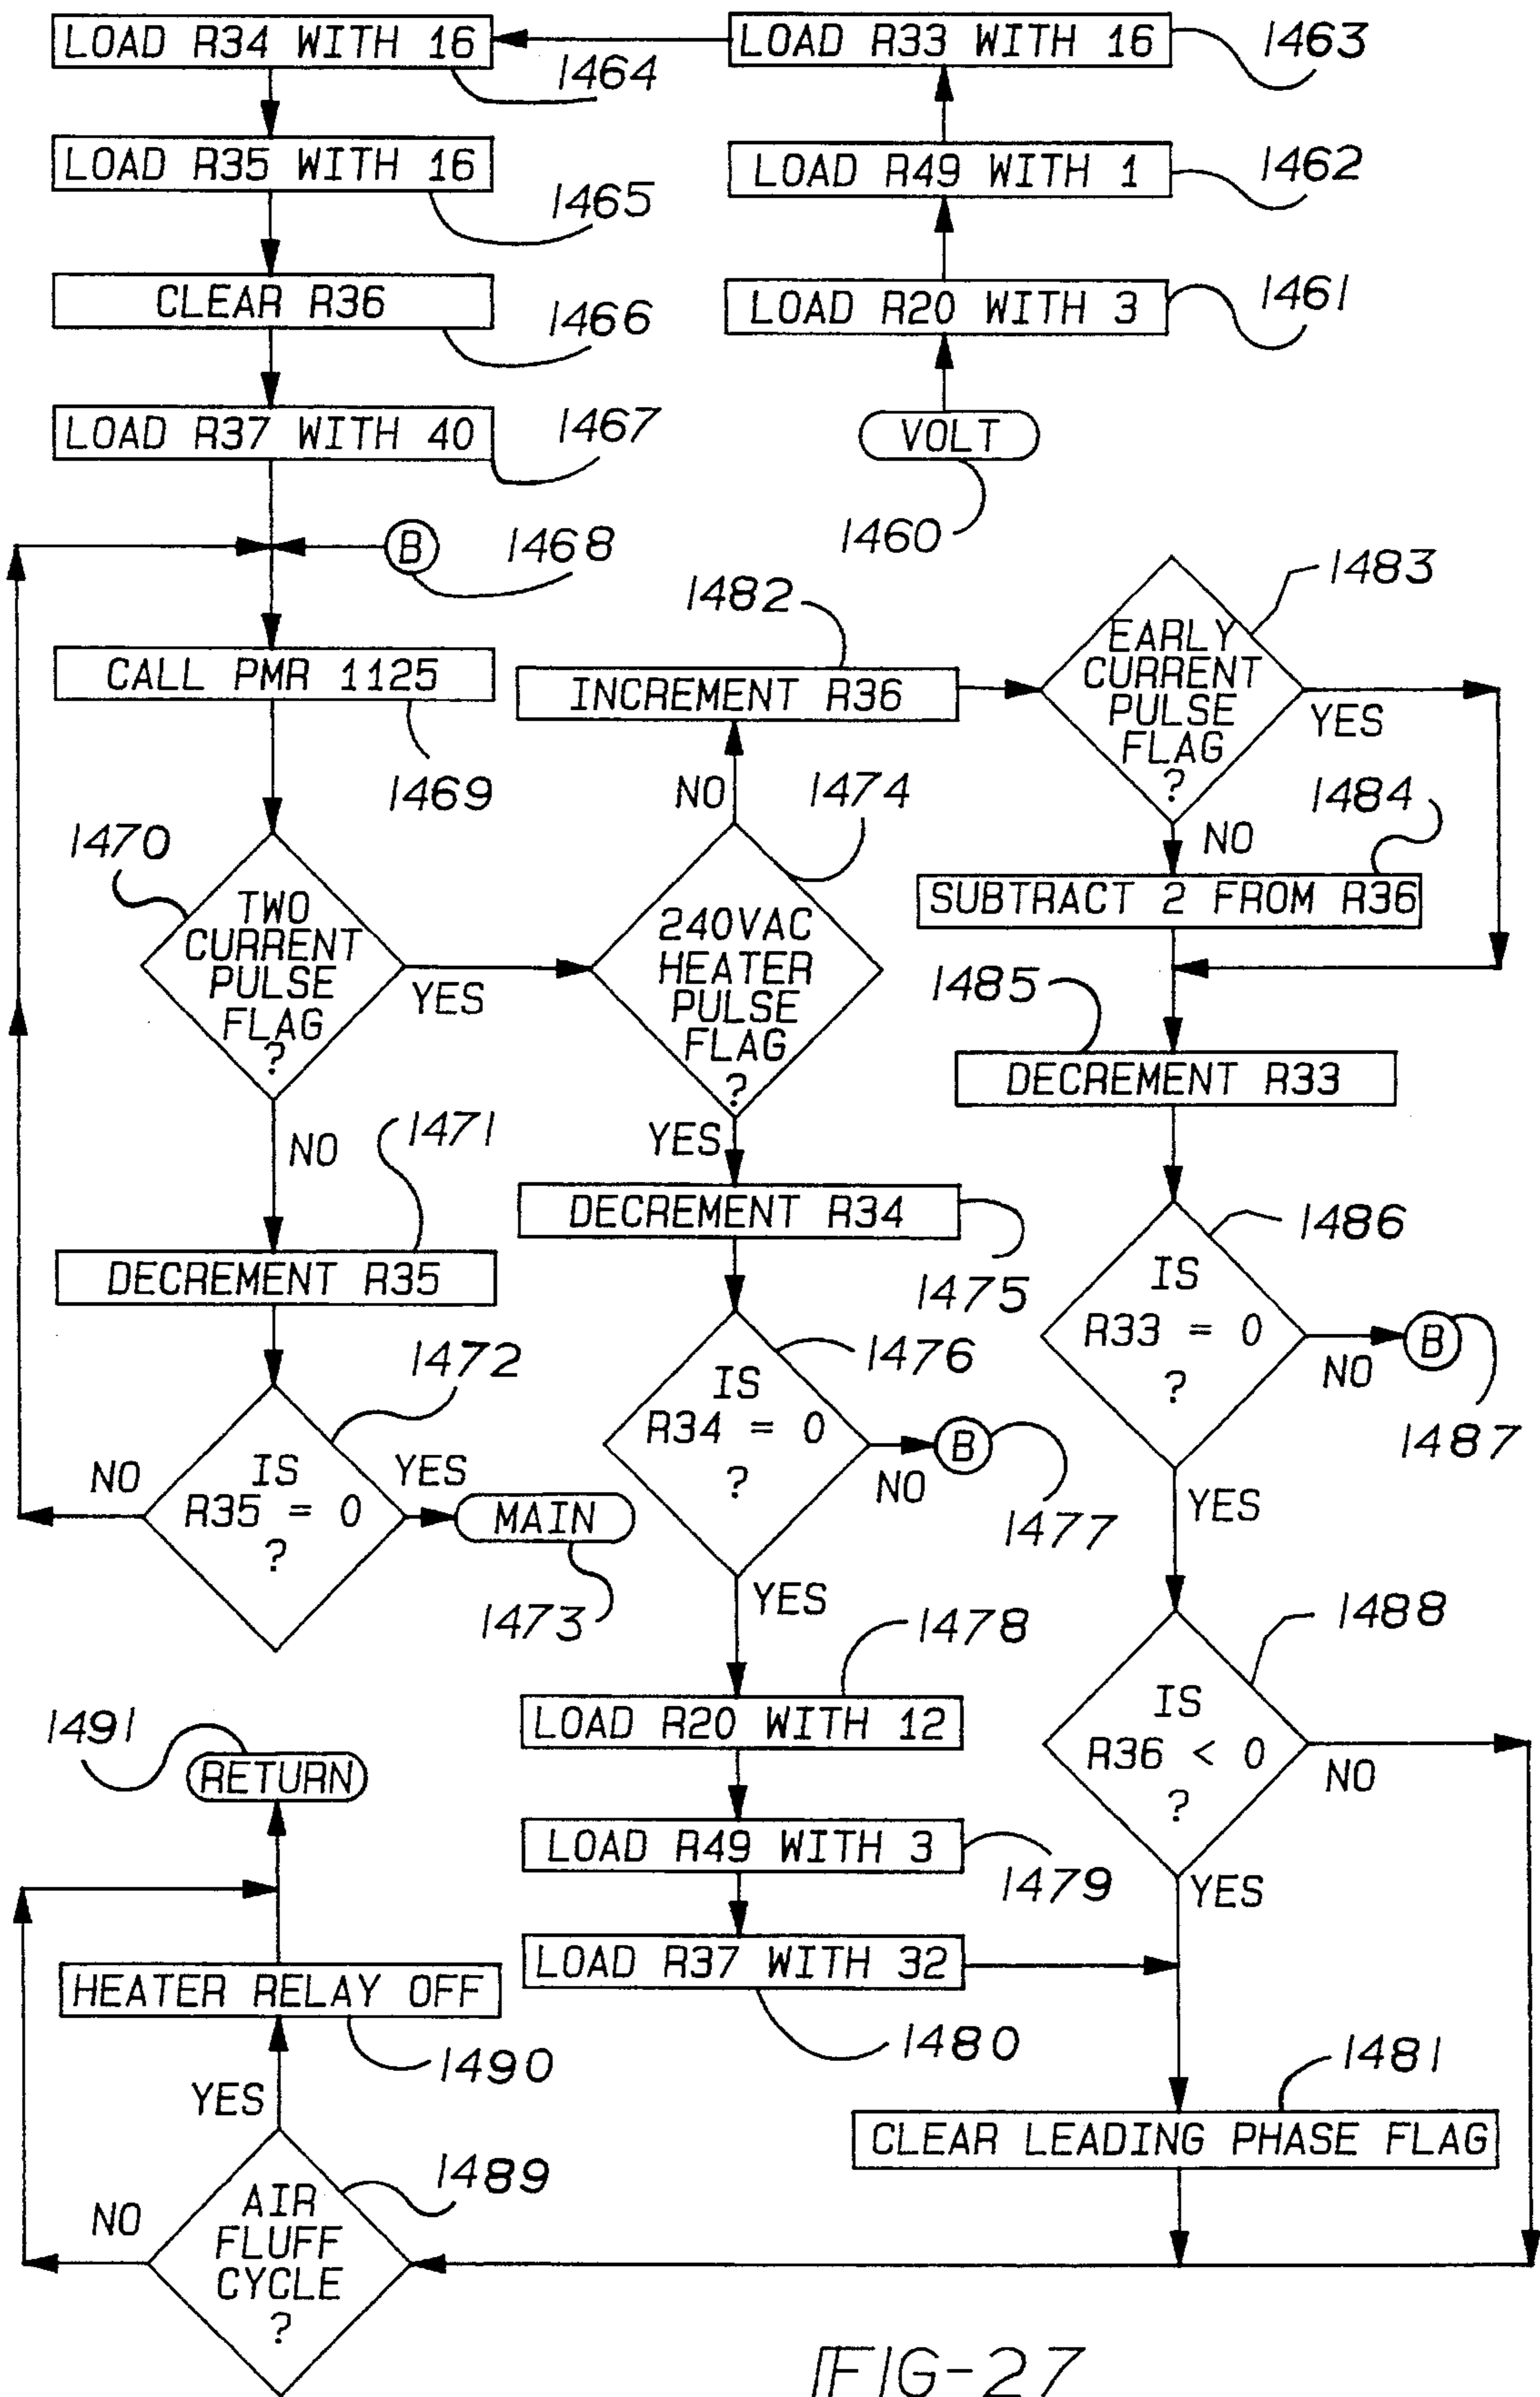 LOAD R34 WITH 16
1464
LOAD R33 WITH 16
1463
LOAD R35 WITH 16
1465
LOAD R49 WITH 1
1462
CLEAR R36
1466
LOAD R20 WITH 3
1461
LOAD R37 WITH 40
1467
VOLT
1460
B
1468
CALL PMR 1125
1469
1482
INCREMENT R36
1483
EARLY
CURRENT
PULSE
FLAG
?
YES
NO
1484
SUBTRACT 2 FROM R36
1470
TWO
CURRENT
PULSE
FLAG
?
YES
NO
NO
1474
240VAC
HEATER
PULSE
FLAG
?
YES
1485
DECREMENT R33
1471
DECREMENT R35
DECREMENT R34
1475
1486
IS
R33 = 0
?
NO
B
1487
YES
1472
IS
R35 = 0
?
NO
YES
MAIN
1473
1476
IS
R34 = 0
?
NO
B
1477
YES
1478
LOAD R20 WITH 12
1488
IS
R36 < 0
?
NO
YES
1491
RETURN
LOAD R49 WITH 3
1479
HEATER RELAY OFF
1490
LOAD R37 WITH 32
1480
1481
CLEAR LEADING PHASE FLAG
YES
1489
AIR
FLUFF
CYCLE
?
NO
FIG-27